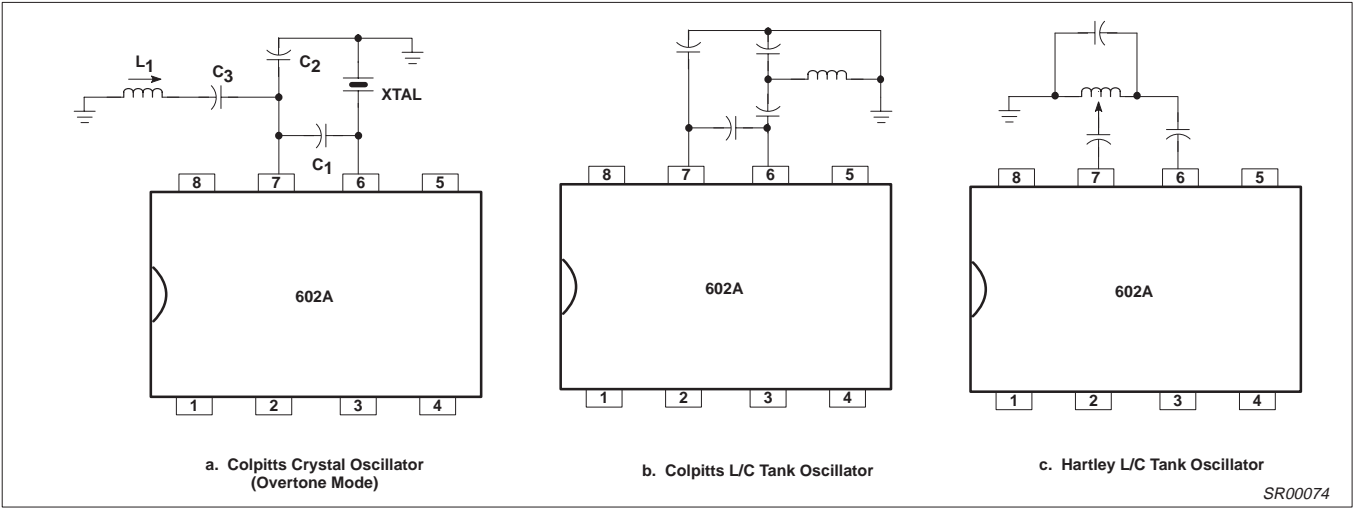 L1
C3
C2
XTAL
C1
8 7 6 5
602A
1 2 3 4
a. Colpitts Crystal Oscillator
(Overtone Mode)
8 7 6 5
602A
1 2 3 4
b. Colpitts L/C Tank Oscillator
8 7 6 5
602A
1 2 3 4
c. Hartley L/C Tank Oscillator
SR00074